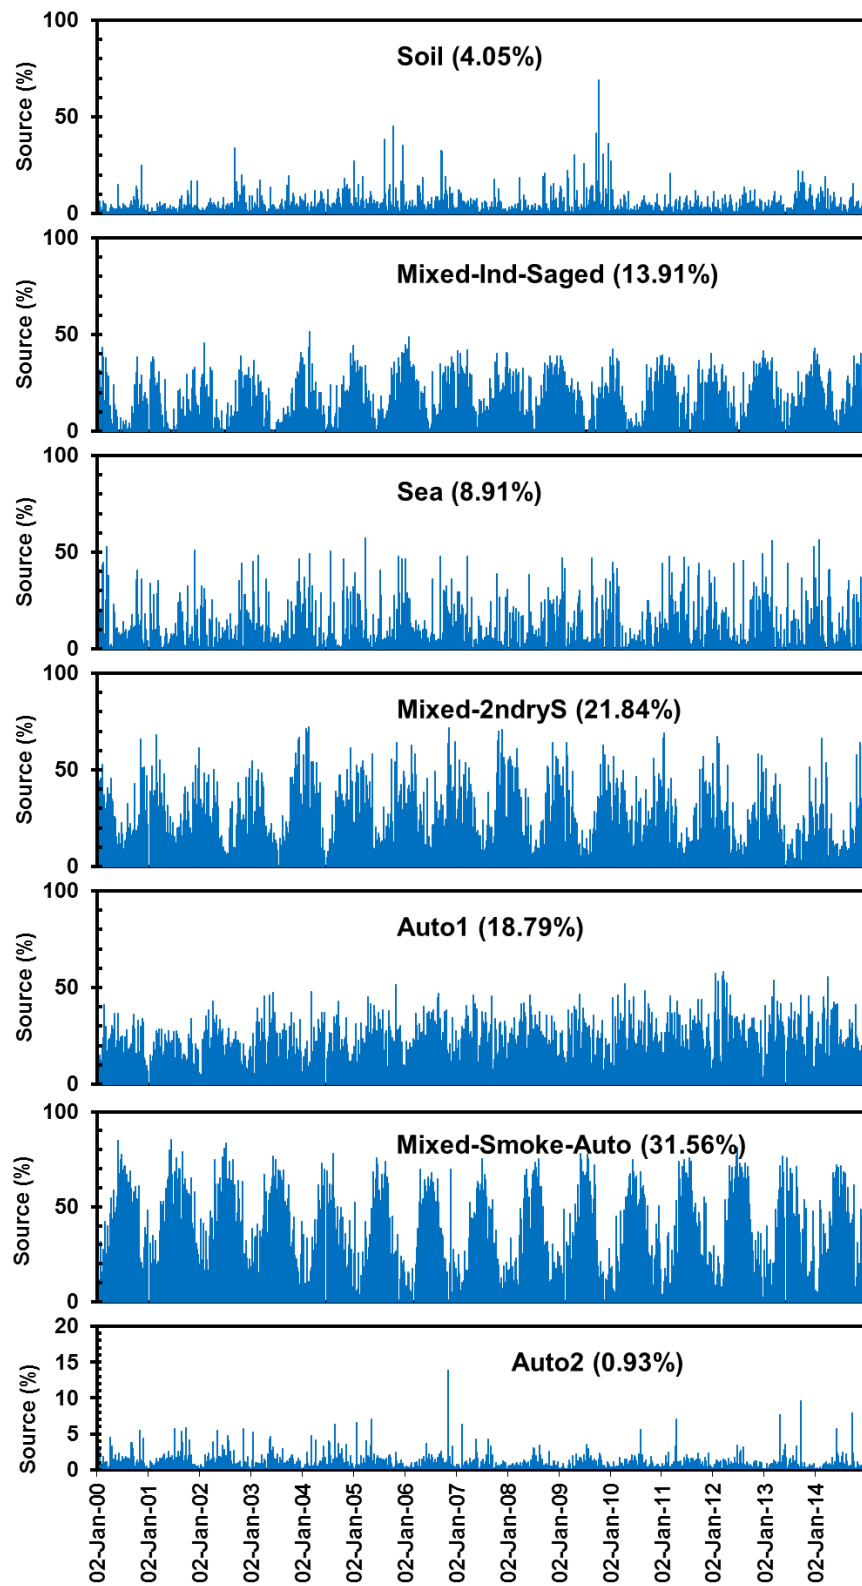 100
Soil (4.05%)
50
0
Source (%)
100
Mixed-Ind-Saged (13.91%)
50
0
Source (%)
100
Sea (8.91%)
50
0
Source (%)
100
Mixed-2ndryS (21.84%)
50
0
Source (%)
100
Auto1 (18.79%)
50
0
Source (%)
100
Mixed-Smoke-Auto (31.56%)
50
0
Source (%)
20
Auto2 (0.93%)
15
10
5
0
Source (%)
02-Jan-00
02-Jan-01
02-Jan-02
02-Jan-03
02-Jan-04
02-Jan-05
02-Jan-06
02-Jan-07
02-Jan-08
02-Jan-09
02-Jan-10
02-Jan-11
02-Jan-12
02-Jan-13
02-Jan-14